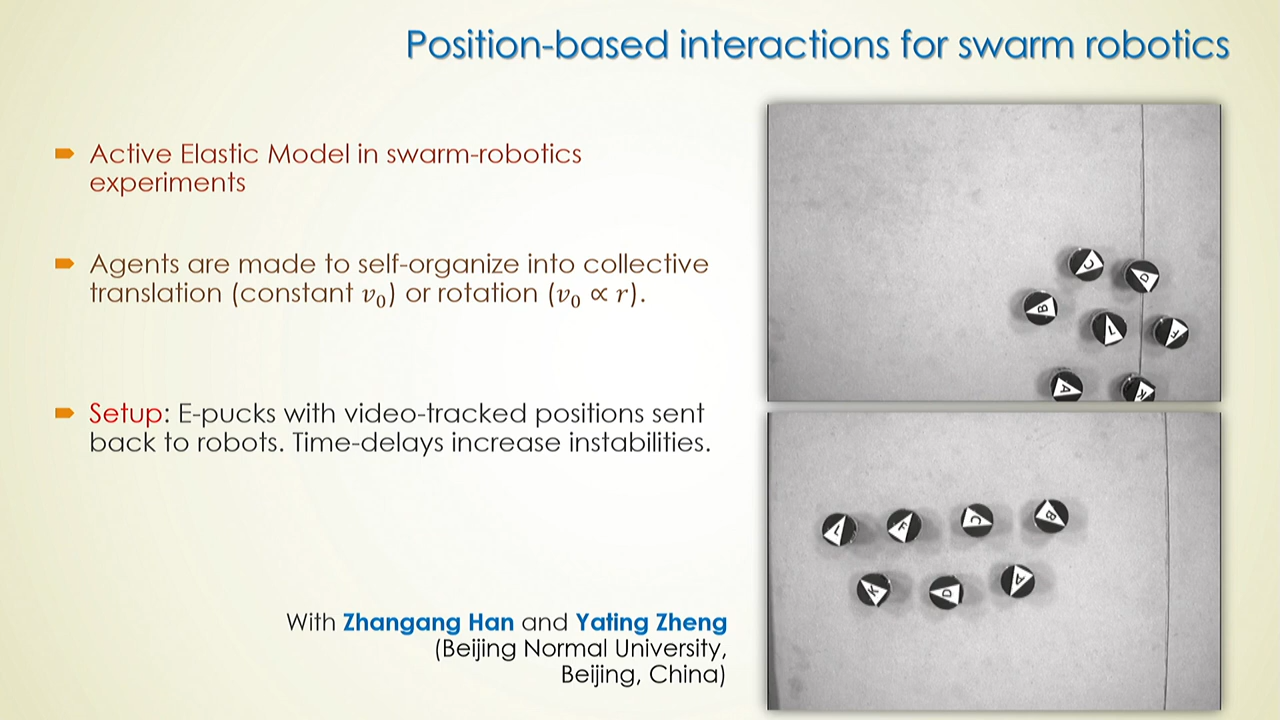 Position-based interactions for swarm robotics
Active Elastic Model in swarm-robotics
experiments
Agents are made to self-organize into collective
translation (constant 𝑣₀) or rotation (𝑣₀ ∝ 𝑟).
Setup: E-pucks with video-tracked positions sent
back to robots. Time-delays increase instabilities.
With Zhangang Han and Yating Zheng
(Beijing Normal University,
Beijing, China)
C
D
B
L
F
A
K
L
F
C
B
K
D
A